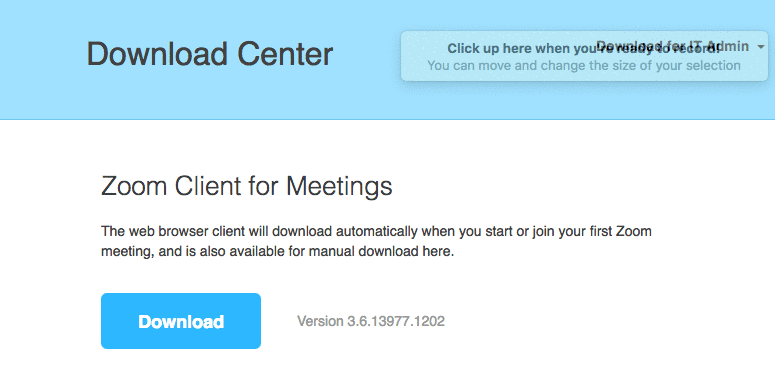 Download Center
Click up here when you're ready to record!
Download for IT Admin
You can move and change the size of your selection
Zoom Client for Meetings
The web browser client will download automatically when you start or join your first Zoom
meeting, and is also available for manual download here.
Download
Version 3.6.13977.1202